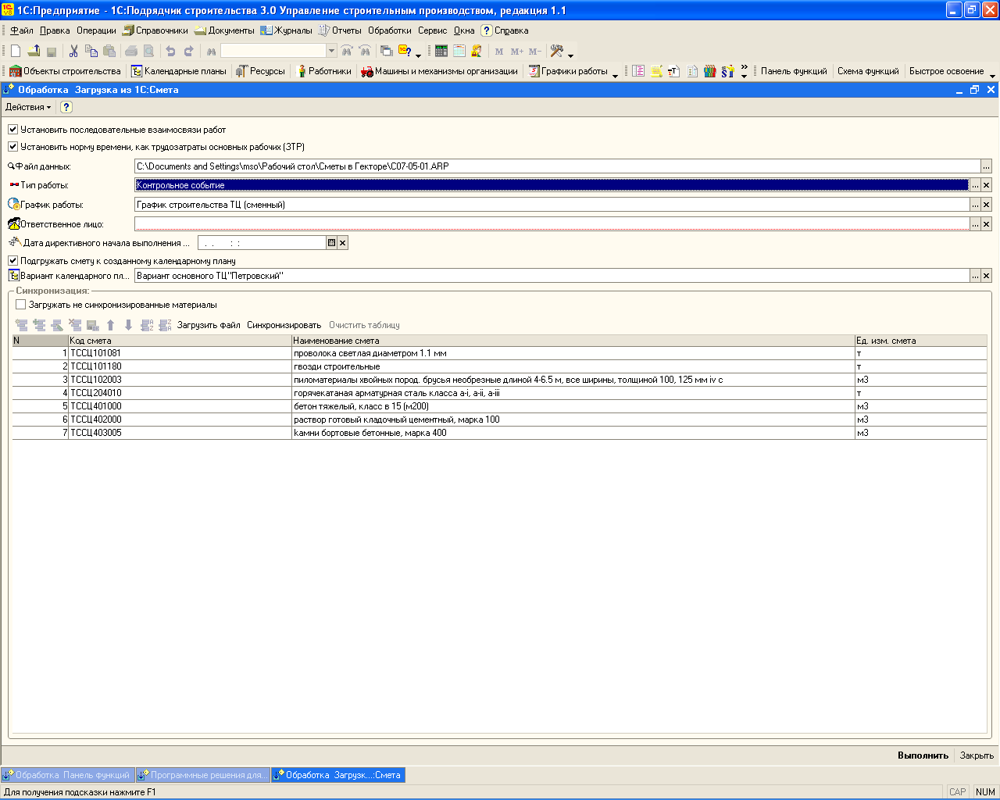 1С:Предприятие - 1С:Подрядчик строительства 3.0 Управление строительным производством, редакция 1.1
Файл Правка Операции Справочники Документы Журналы Отчеты Обработки Сервис Окна Справка
M M+ M-
Объекты строительства Календарные планы Ресурсы Работники Машины и механизмы организации Графики работы Панель функций Схема функций Быстрое освоение
Обработка Загрузка из 1С:Смета
Действия
Установить последовательные взаимосвязи работ
Установить норму времени, как трудозатраты основных рабочих (ЗТР)
Файл данных: C:\Documents and Settings\mso\Рабочий стол\Сметы в Гекторе\С07-05-01.ARP ...
Тип работы: Контрольное событие ...
График работы: График строительства ТЦ (сменный) ...
Ответственное лицо: ...
Дата директивного начала выполнения ... . . : :
Подгружать смету к созданному календарному плану
Вариант календарного пл... Вариант основного ТЦ"Петровский" ...
Синхронизация:
Загружать не синхронизированные материалы
Загрузить файл Синхронизировать Очистить таблицу
N Код смета Наименование смета Ед. изм. смета
1 ТССЦ101081 проволока светлая диаметром 1.1 мм т
2 ТССЦ101180 гвозди строительные т
3 ТССЦ102003 пиломатериалы хвойных пород. брусья необрезные длиной 4-6.5 м, все ширины, толщиной 100, 125 мм iv с м3
4 ТССЦ204010 горячекатаная арматурная сталь класса a-i, a-ii, a-iii т
5 ТССЦ401000 бетон тяжелый, класс в 15 (м200) м3
6 ТССЦ402000 раствор готовый кладочный цементный, марка 100 м3
7 ТССЦ403005 камни бортовые бетонные, марка 400 м3
Выполнить Закрыть
Обработка Панель функций Программные решения для... Обработка Загрузк...:Смета
Для получения подсказки нажмите F1 CAP NUM